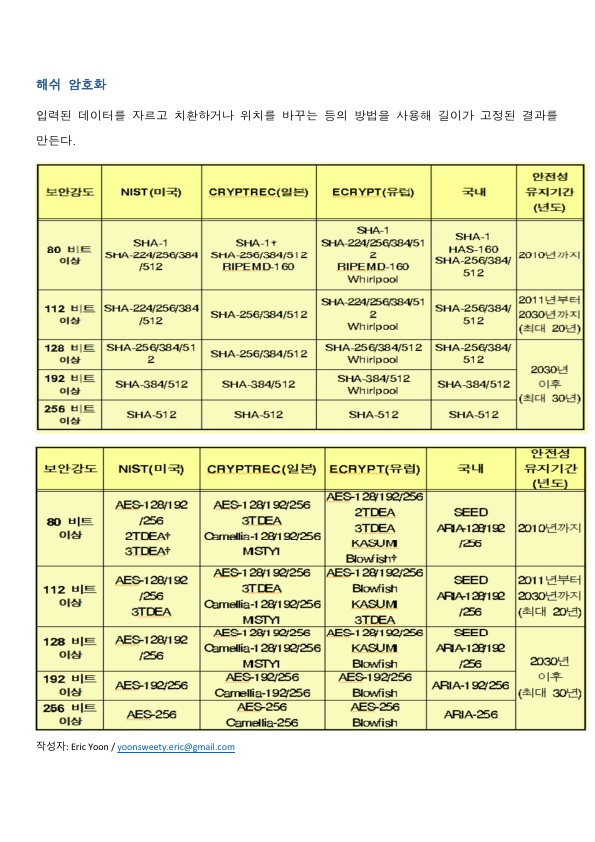 해쉬 암호화
입력된 데이터를 자르고 치환하거나 위치를 바꾸는 등의 방법을 사용해 길이가 고정된 결과를
만든다.
보안강도 NIST(미국) CRYPTREC(일본) ECRYPT(유럽) 국내 안전성 유지기간 (년도)
80 비트 이상 SHA-1 SHA-224/256/384/512 SHA-1† SHA-256/384/512 RIPEMD-160 SHA-1 SHA-224/256/384/512 RIPEMD-160 Whirlpool SHA-1 HAS-160 SHA-256/384/512 2010년까지
112 비트 이상 SHA-224/256/384/512 SHA-256/384/512 SHA-224/256/384/512 Whirlpool SHA-256/384/512 2011년부터 2030년까지 (최대 20년)
128 비트 이상 SHA-256/384/512 SHA-256/384/512 SHA-256/384/512 Whirlpool SHA-256/384/512 2030년 이후 (최대 30년)
192 비트 이상 SHA-384/512 SHA-384/512 SHA-384/512 Whirlpool SHA-384/512
256 비트 이상 SHA-512 SHA-512 SHA-512 SHA-512
보안강도 NIST(미국) CRYPTREC(일본) ECRYPT(유럽) 국내 안전성 유지기간 (년도)
80 비트 이상 AES-128/192/256 2TDEA† 3TDEA† AES-128/192/256 3TDEA Camellia-128/192/256 MISTY1 AES-128/192/256 2TDEA 3TDEA KASUMI Blowfish† SEED ARIA-128/192/256 2010년까지
112 비트 이상 AES-128/192/256 3TDEA AES-128/192/256 3TDEA Camellia-128/192/256 MISTY1 AES-128/192/256 Blowfish KASUMI 3TDEA SEED ARIA-128/192/256 2011년부터 2030년까지 (최대 20년)
128 비트 이상 AES-128/192/256 AES-128/192/256 Camellia-128/192/256 MISTY1 AES-128/192/256 KASUMI Blowfish SEED ARIA-128/192/256 2030년 이후 (최대 30년)
192 비트 이상 AES-192/256 AES-192/256 Camellia-192/256 AES-192/256 Blowfish ARIA-192/256
256 비트 이상 AES-256 AES-256 Camellia-256 AES-256 Blowfish ARIA-256
작성자: Eric Yoon / yoonsweety.eric@gmail.com